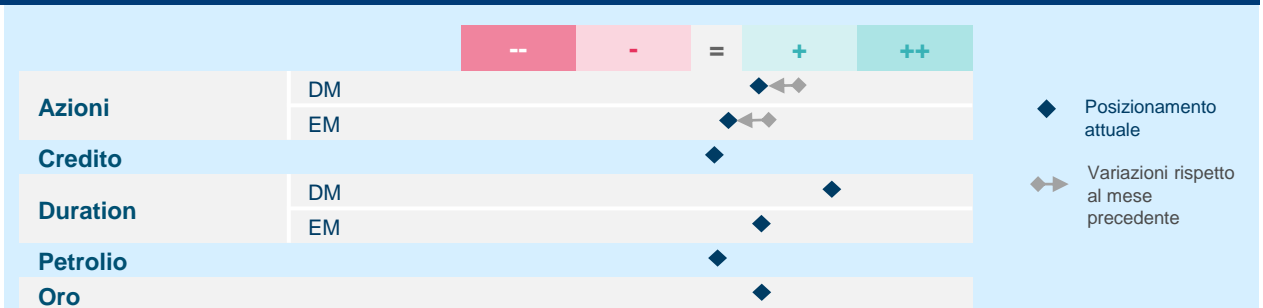 -- - = + ++
Azioni
DM
EM
Credito
Duration
DM
EM
Petrolio
Oro
Posizionamento
attuale
Variazioni rispetto
al mese
precedente